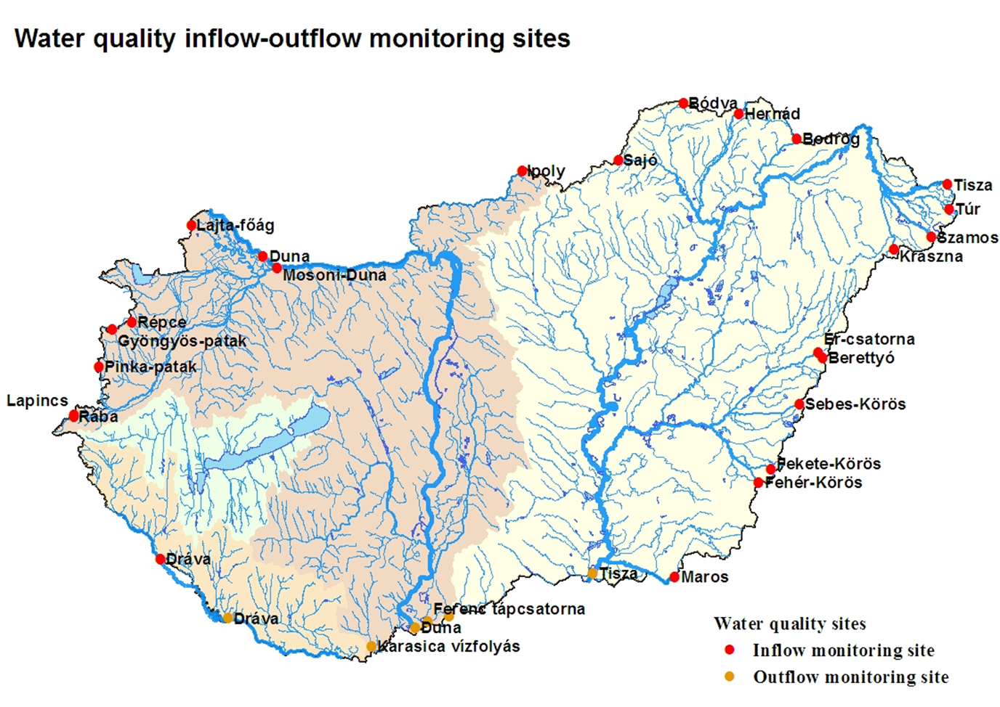 Water quality inflow-outflow monitoring sites
Bódva
Hernád
Bodrog
Sajó
Ipoly
Tisza
Túr
Lajta-főág
Szamos
Duna
Kraszna
Mosoni-Duna
Répce
Gyöngyös-patak
Ér-csatorna
Berettyó
Pinka-patak
Lapincs
Sebes-Körös
Rába
Fekete-Körös
Fehér-Körös
Dráva
Tisza
Maros
Ferenc tápcsatorna
Dráva
Duna
Karasica vízfolyás
Water quality sites
Inflow monitoring site
Outflow monitoring site